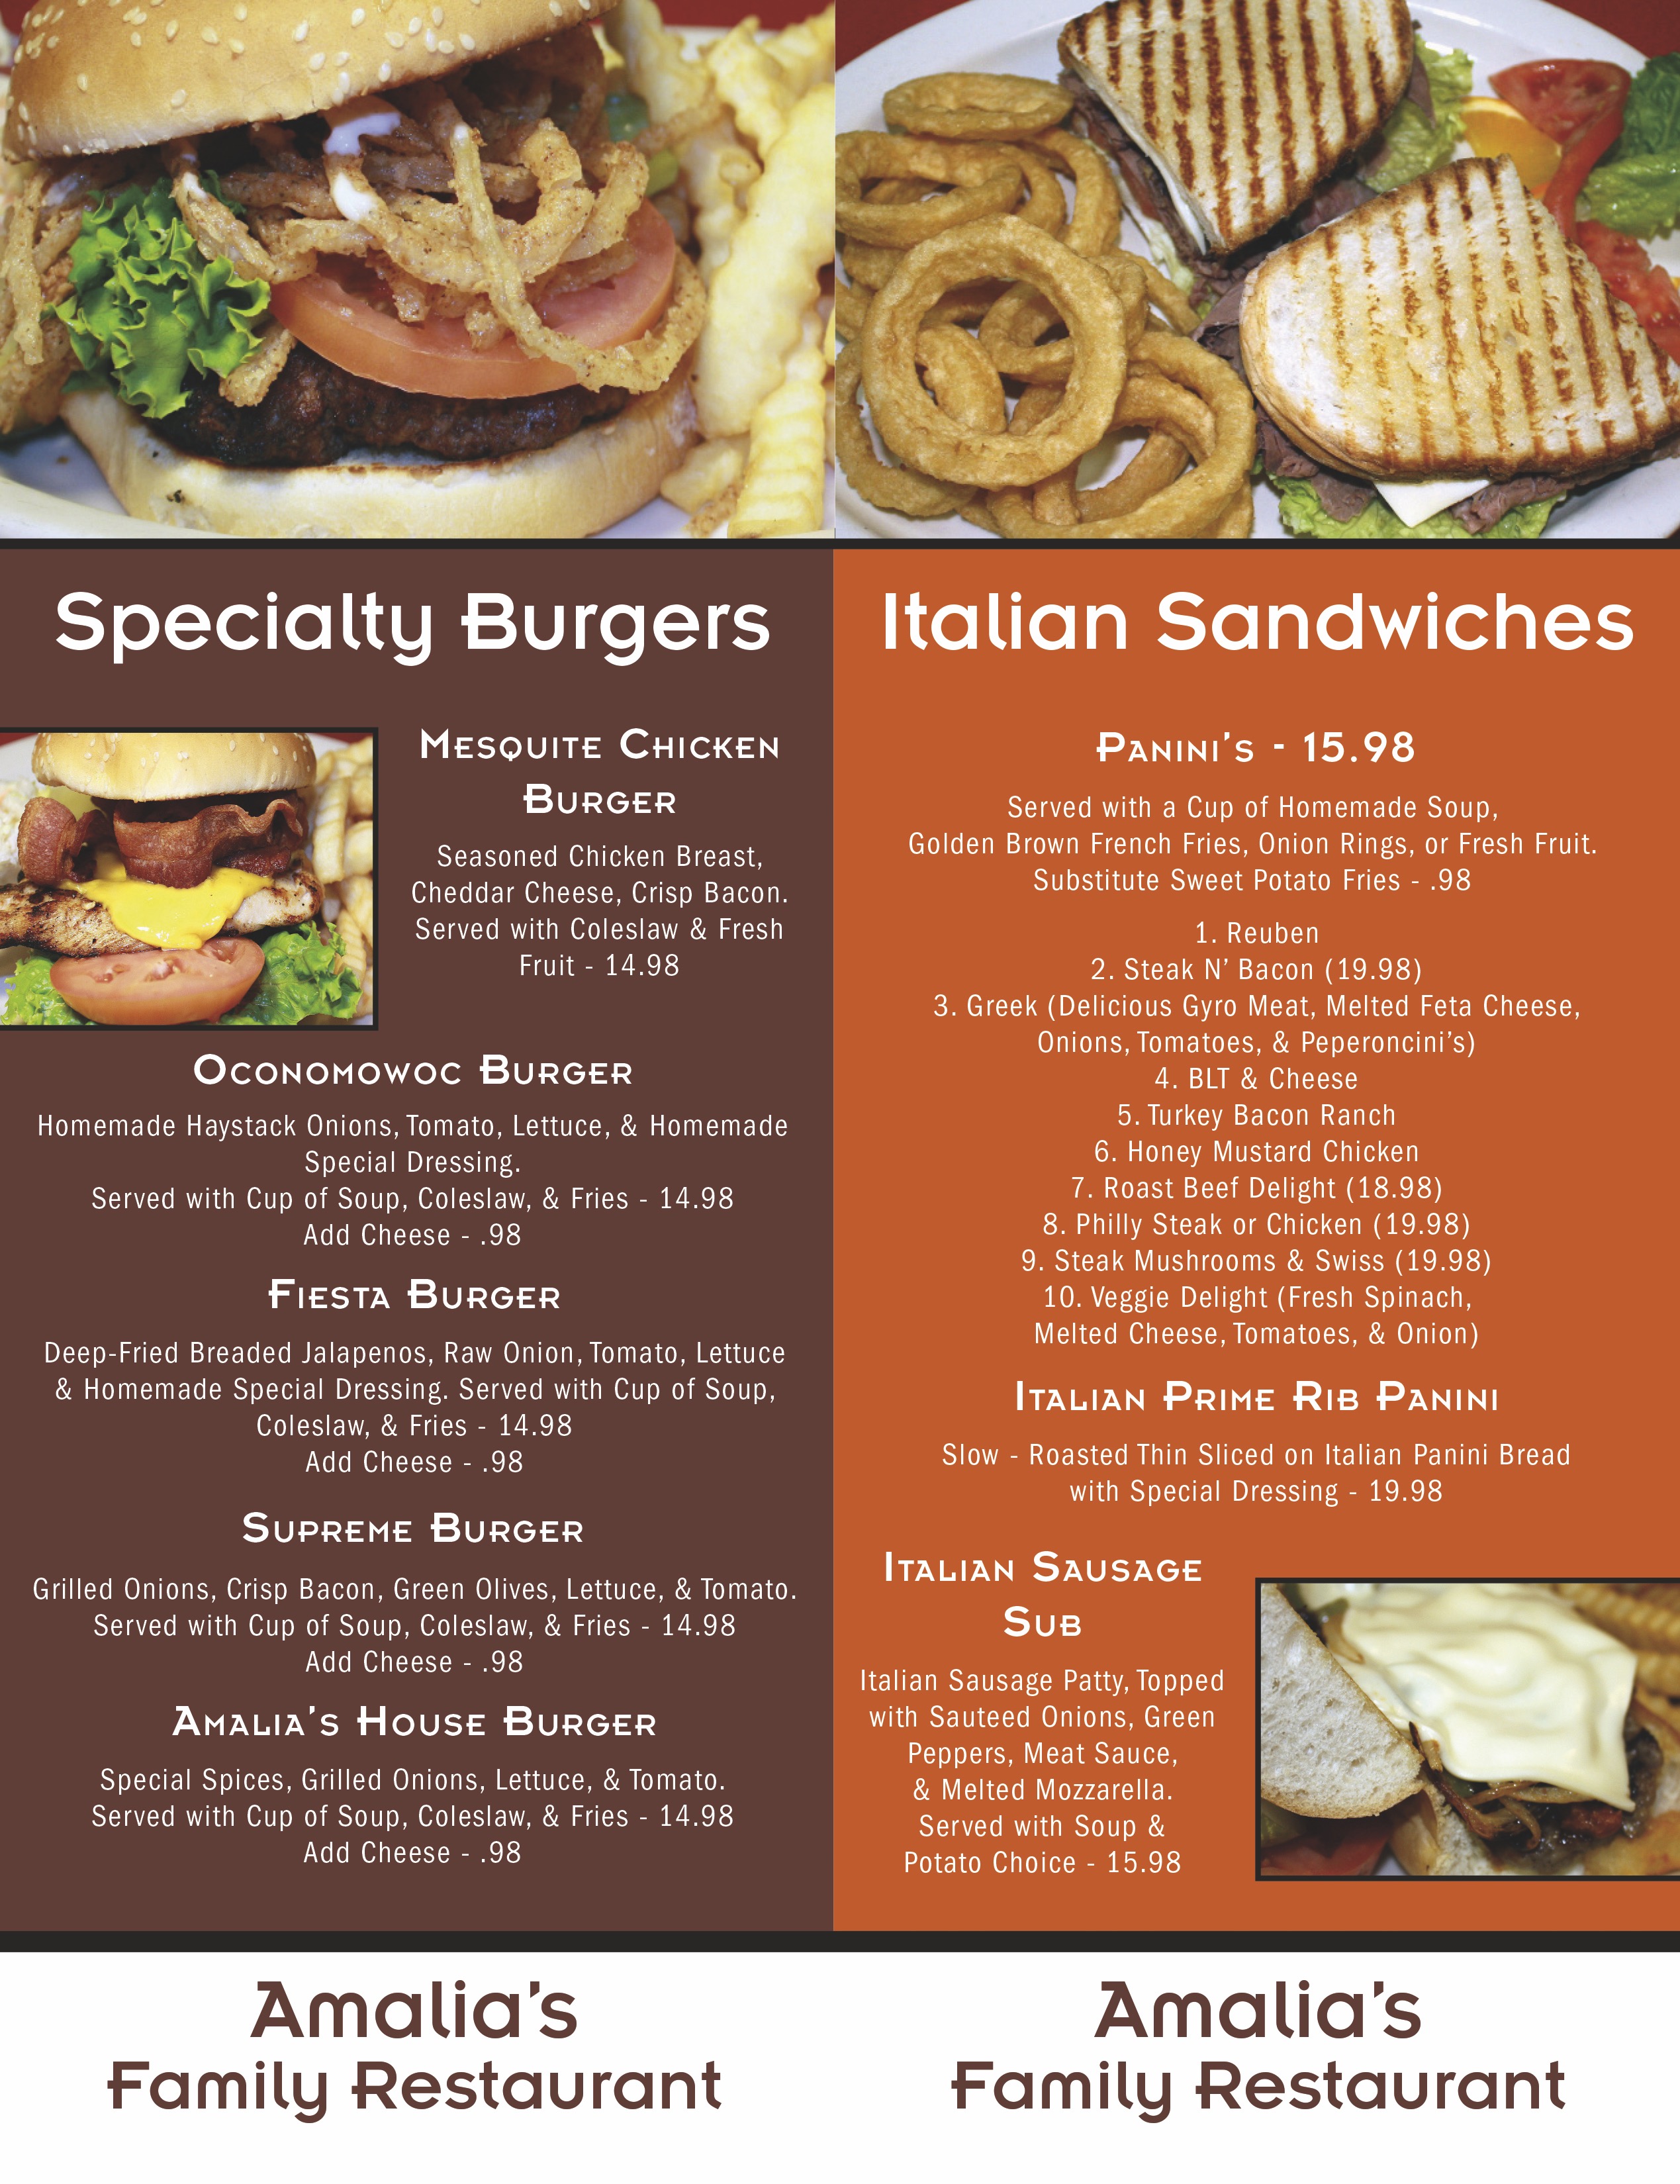 Specialty Burgers
Mesquite Chicken
Burger
Seasoned Chicken Breast,
Cheddar Cheese, Crisp Bacon.
Served with Coleslaw & Fresh
Fruit - 14.98
Oconomowoc Burger
Homemade Haystack Onions, Tomato, Lettuce, & Homemade
Special Dressing.
Served with Cup of Soup, Coleslaw, & Fries - 14.98
Add Cheese - .98
Fiesta Burger
Deep-Fried Breaded Jalapenos, Raw Onion, Tomato, Lettuce
& Homemade Special Dressing. Served with Cup of Soup,
Coleslaw, & Fries - 14.98
Add Cheese - .98
Supreme Burger
Grilled Onions, Crisp Bacon, Green Olives, Lettuce, & Tomato.
Served with Cup of Soup, Coleslaw, & Fries - 14.98
Add Cheese - .98
Amalia's House Burger
Special Spices, Grilled Onions, Lettuce, & Tomato.
Served with Cup of Soup, Coleslaw, & Fries - 14.98
Add Cheese - .98
Amalia's
Family Restaurant
Italian Sandwiches
Panini's - 15.98
Served with a Cup of Homemade Soup,
Golden Brown French Fries, Onion Rings, or Fresh Fruit.
Substitute Sweet Potato Fries - .98
1. Reuben
2. Steak N' Bacon (19.98)
3. Greek (Delicious Gyro Meat, Melted Feta Cheese,
Onions, Tomatoes, & Peperoncini's)
4. BLT & Cheese
5. Turkey Bacon Ranch
6. Honey Mustard Chicken
7. Roast Beef Delight (18.98)
8. Philly Steak or Chicken (19.98)
9. Steak Mushrooms & Swiss (19.98)
10. Veggie Delight (Fresh Spinach,
Melted Cheese, Tomatoes, & Onion)
Italian Prime Rib Panini
Slow - Roasted Thin Sliced on Italian Panini Bread
with Special Dressing - 19.98
Italian Sausage
Sub
Italian Sausage Patty, Topped
with Sauteed Onions, Green
Peppers, Meat Sauce,
& Melted Mozzarella.
Served with Soup &
Potato Choice - 15.98
Amalia's
Family Restaurant